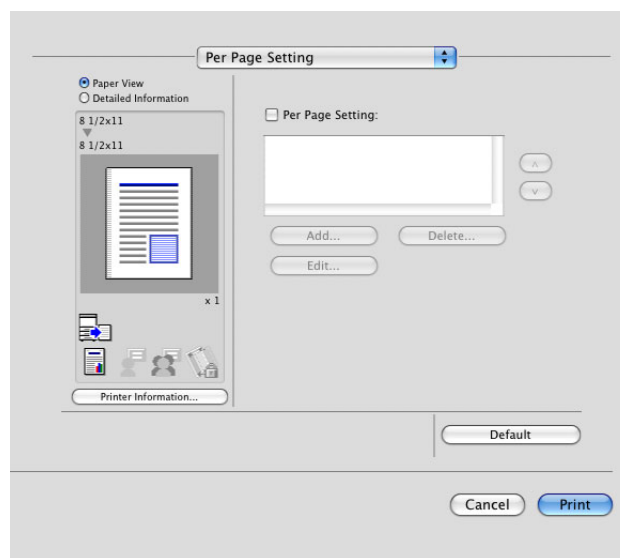 Per Page Setting
Paper View
Detailed Information
8 1/2x11
8 1/2x11
x 1
Printer Information...
Per Page Setting:
Add...
Delete...
Edit...
Default
Cancel
Print